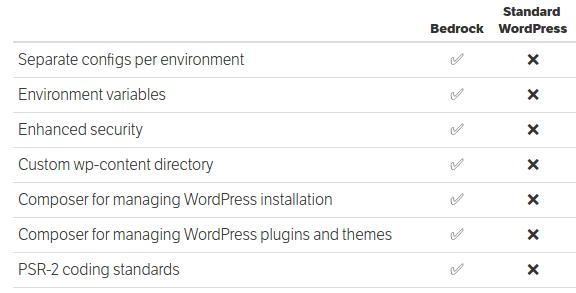 Standard
Bedrock WordPress
Separate configs per environment ✅ ❌
Environment variables ✅ ❌
Enhanced security ✅ ❌
Custom wp-content directory ✅ ❌
Composer for managing WordPress installation ✅ ❌
Composer for managing WordPress plugins and themes ✅ ❌
PSR-2 coding standards ✅ ❌